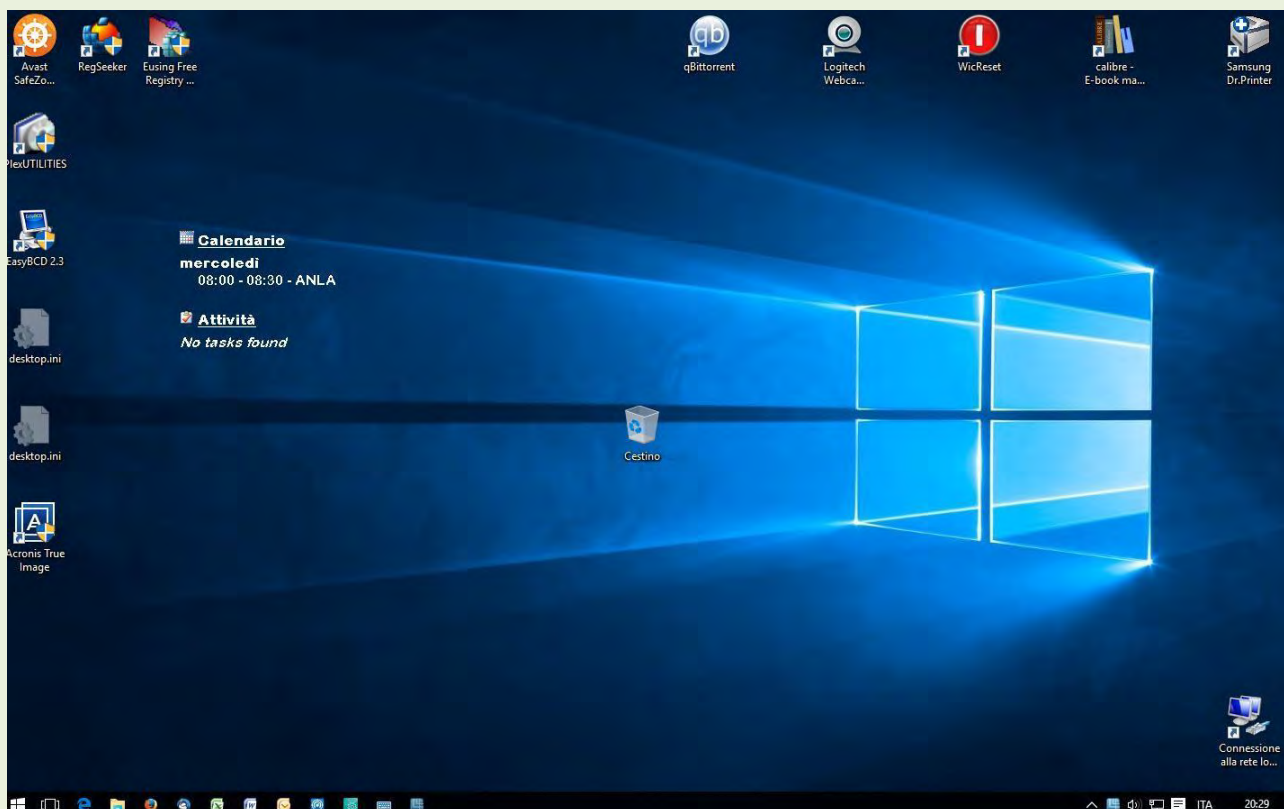 Avast
SafeZo...
RegSeeker
Eusing Free
Registry ...
qBittorrent
Logitech
Webca...
WicReset
calibre -
E-book ma...
Samsung
Dr.Printer
PlexUTILITIES
EasyBCD 2.3
Calendario
mercoledì
08:00 - 08:30 - ANLA
Attività
No tasks found
desktop.ini
Cestino
desktop.ini
Acronis True
Image
Connessione
alla rete lo...
ITA
20:29